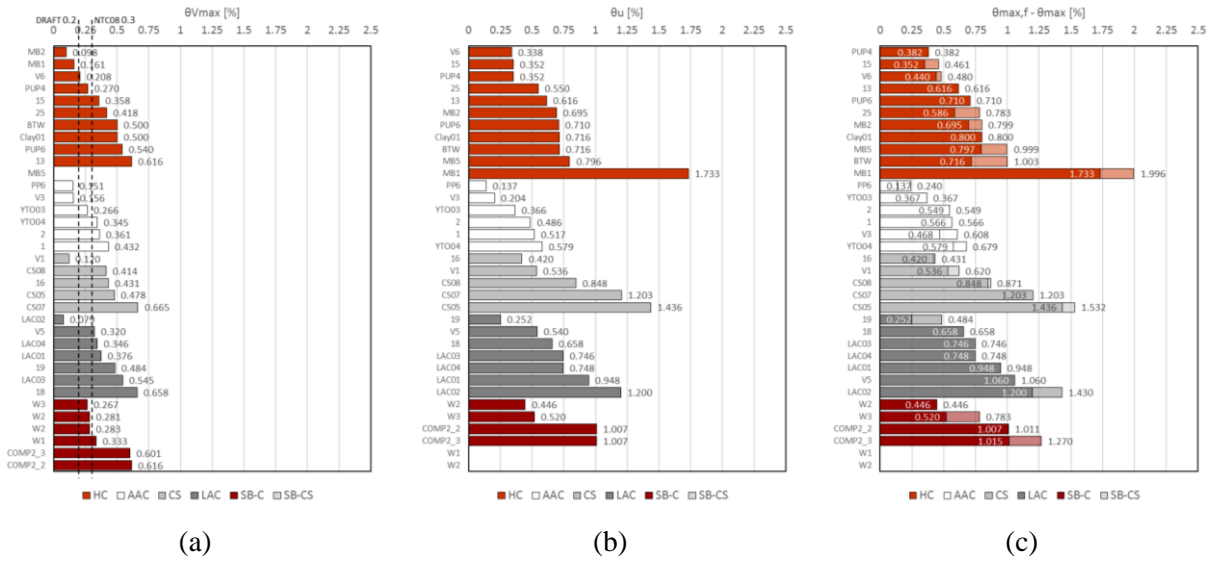 DRAFT 0.2 NTC08 0.3
θVmax [%]
0 0.25 0.5 0.75 1 1.25 1.5 1.75 2 2.25 2.5
MB2 0.098
MB1 0.161
V6 0.208
PUP4 0.270
15 0.358
25 0.418
BTW 0.500
Clay01 0.500
PUP6 0.540
13 0.616
MB5
PP6 0.151
V3 0.156
YTO03 0.266
YTO04 0.345
2 0.361
1 0.432
V1 0.120
CS08 0.414
16 0.431
CS05 0.478
CS07 0.665
LAC02 0.079
V5 0.320
LAC04 0.346
LAC01 0.376
19 0.484
LAC03 0.545
18 0.658
W3 0.267
W2 0.281
W2 0.283
W1 0.333
COMP2_3 0.601
COMP2_2 0.616
HC AAC CS LAC SB-C SB-CS
(a)
θu [%]
0 0.25 0.5 0.75 1 1.25 1.5 1.75 2 2.25 2.5
V6 0.338
15 0.352
PUP4 0.352
25 0.550
13 0.616
MB2 0.695
PUP6 0.710
Clay01 0.716
BTW 0.716
MB5 0.796
MB1 1.733
PP6 0.137
V3 0.204
YTO03 0.366
2 0.486
1 0.517
YTO04 0.579
16 0.420
V1 0.536
CS08 0.848
CS07 1.203
CS05 1.436
19 0.252
V5 0.540
18 0.658
LAC03 0.746
LAC04 0.748
LAC01 0.948
LAC02 1.200
W2 0.446
W3 0.520
COMP2_2 1.007
COMP2_3 1.007
W1
W2
HC AAC CS LAC SB-C SB-CS
(b)
θmax,f - θmax [%]
0 0.25 0.5 0.75 1 1.25 1.5 1.75 2 2.25 2.5
PUP4 0.382 0.382
15 0.352 0.461
V6 0.440 0.480
13 0.616 0.616
PUP6 0.710 0.710
25 0.586 0.783
MB2 0.695 0.799
Clay01 0.800 0.800
MB5 0.797 0.999
BTW 0.716 1.003
MB1 1.733 1.996
PP6 0.137 0.240
YTO03 0.367 0.367
2 0.549 0.549
1 0.566 0.566
V3 0.468 0.608
YTO04 0.579 0.679
16 0.420 0.431
V1 0.536 0.620
CS08 0.848 0.871
CS07 1.203 1.203
CS05 1.436 1.532
19 0.252 0.484
18 0.658 0.658
LAC03 0.746 0.746
LAC04 0.748 0.748
LAC01 0.948 0.948
V5 1.060 1.060
LAC02 1.200 1.430
W2 0.446 0.446
W3 0.520 0.783
COMP2_2 1.007 1.011
COMP2_3 1.015 1.270
W1
W2
HC AAC CS LAC SB-C SB-CS
(c)